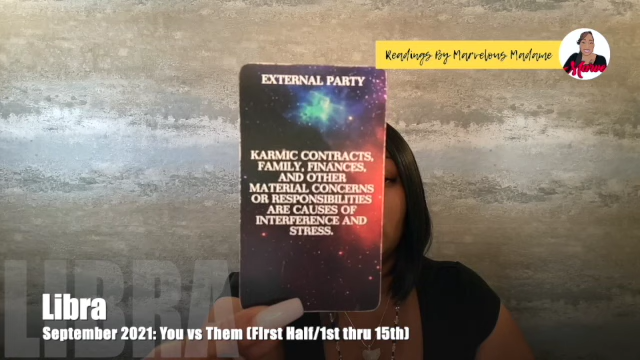 Readings By Marvelous Madame
Marve
EXTERNAL PARTY
KARMIC CONTRACTS,
FAMILY, FINANCES,
AND OTHER
MATERIAL CONCERNS
OR RESPONSIBILITIES
ARE CAUSES OF
INTERFERENCE AND
STRESS.
LIBRA
Libra
September 2021: You vs Them (First Half/1st thru 15th)